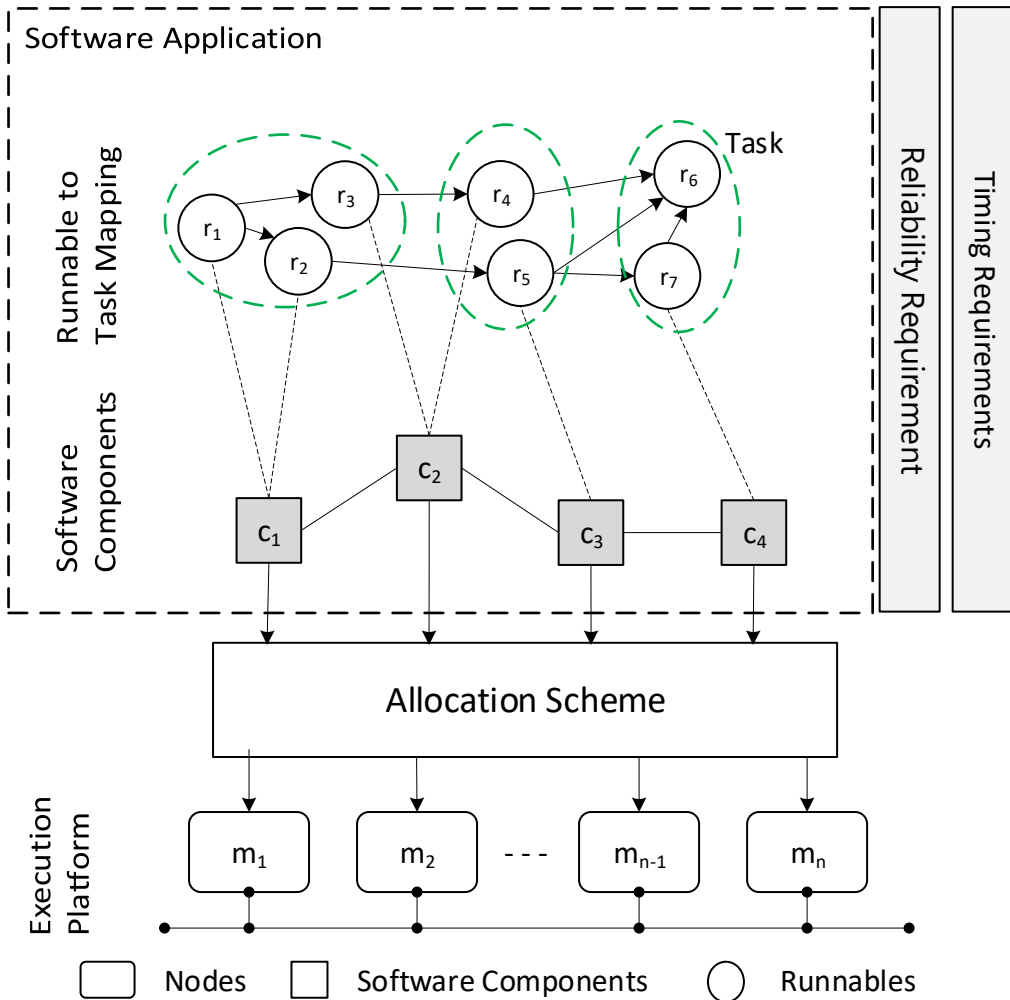 Software Application
Runnable to
Task Mapping
Task
r1
r2
r3
r4
r5
r6
r7
Software
Components
c1
c2
c3
c4
Reliability Requirement
Timing Requirements
Allocation Scheme
Execution
Platform
m1
m2
- - -
mn-1
mn
Nodes
Software Components
Runnables